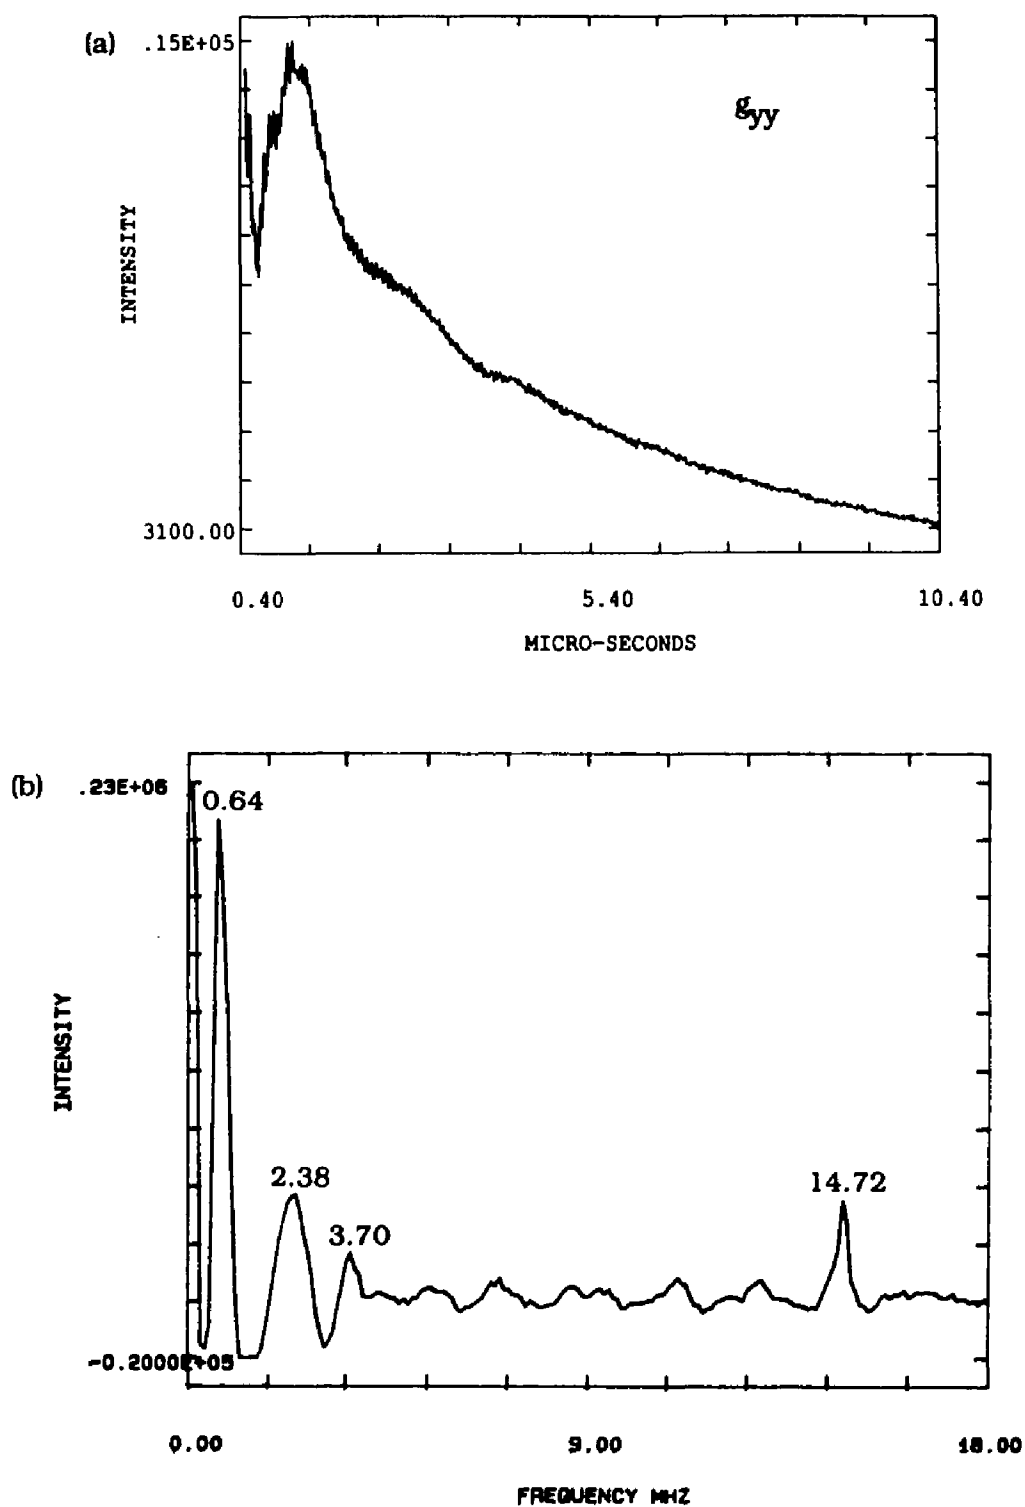 (a)
.15E+05
gyy
INTENSITY
3100.00
0.40 5.40 10.40
MICRO-SECONDS
(b)
.23E+06
0.64
2.38
3.70
14.72
INTENSITY
-0.2000E+05
0.00 9.00 18.00
FREQUENCY MHZ